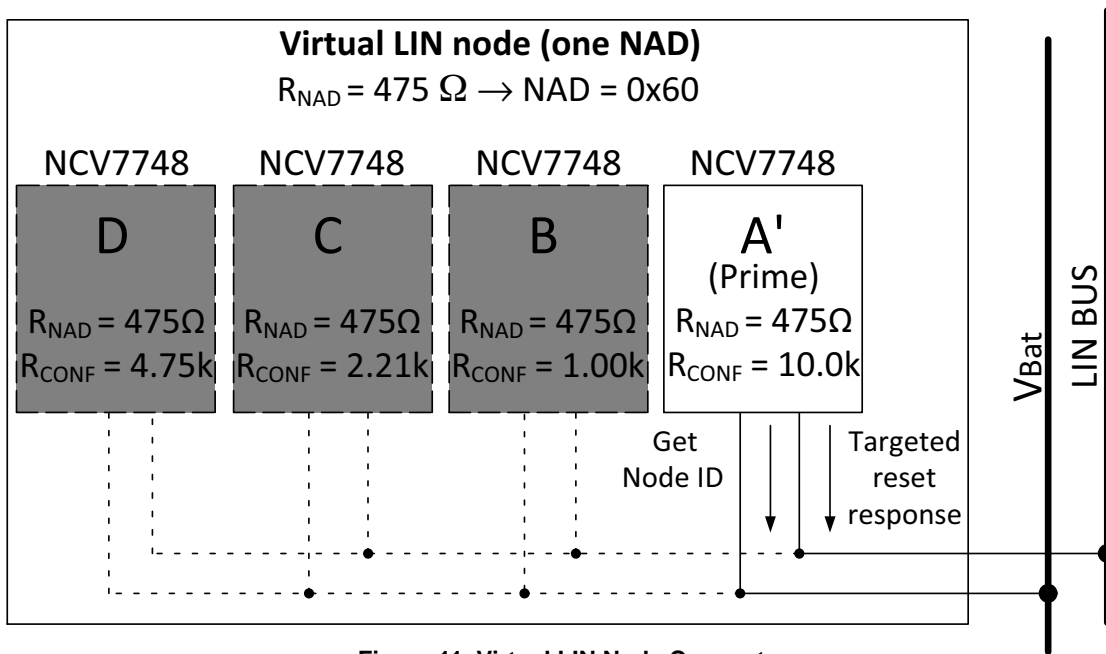 Virtual LIN node (one NAD)
R_NAD = 475 Ω → NAD = 0x60
NCV7748
D
R_NAD = 475Ω
R_CONF = 4.75k
NCV7748
C
R_NAD = 475Ω
R_CONF = 2.21k
NCV7748
B
R_NAD = 475Ω
R_CONF = 1.00k
NCV7748
A'
(Prime)
R_NAD = 475Ω
R_CONF = 10.0k
Get
Node ID
Targeted
reset
response
VBat
LIN BUS